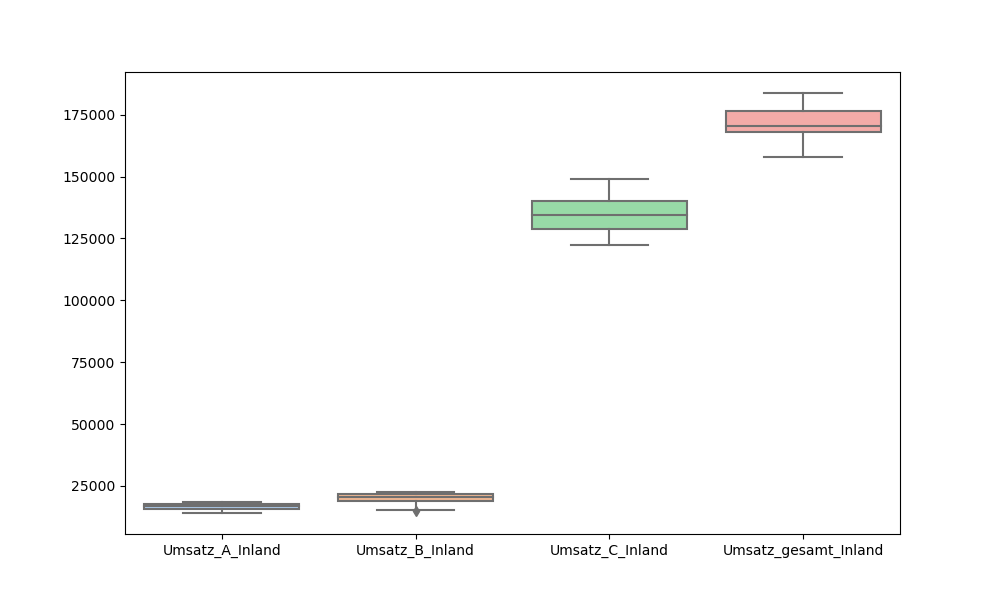 175000
150000
125000
100000
75000
50000
25000
Umsatz_A_Inland
Umsatz_B_Inland
Umsatz_C_Inland
Umsatz_gesamt_Inland